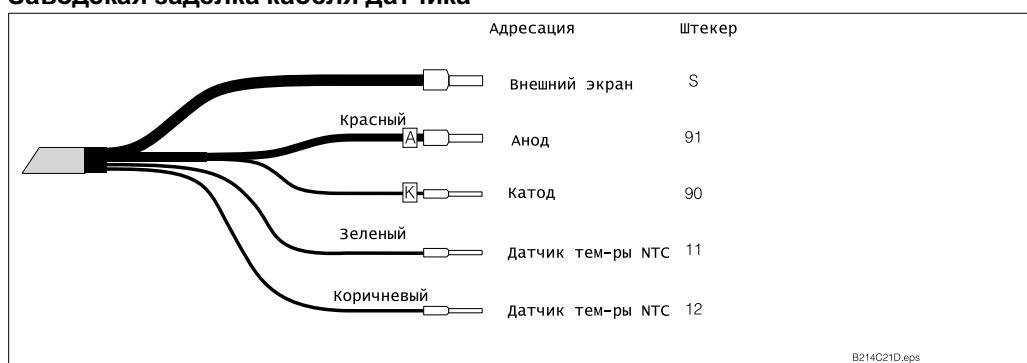 Заводская заделка кабеля датчика
Адресация Штекер
Внешний экран S
Красный
A Анод 91
K Катод 90
Зеленый
Датчик тем-ры NTC 11
Коричневый
Датчик тем-ры NTC 12
B214C21D.eps